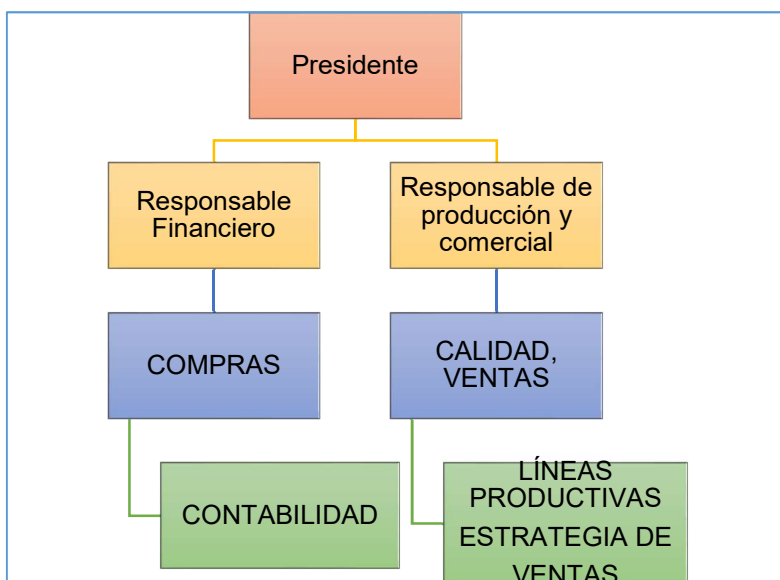 Presidente
Responsable
Financiero
Responsable de
producción y
comercial
COMPRAS
CALIDAD,
VENTAS
CONTABILIDAD
LÍNEAS
PRODUCTIVAS
ESTRATEGIA DE
VENTAS